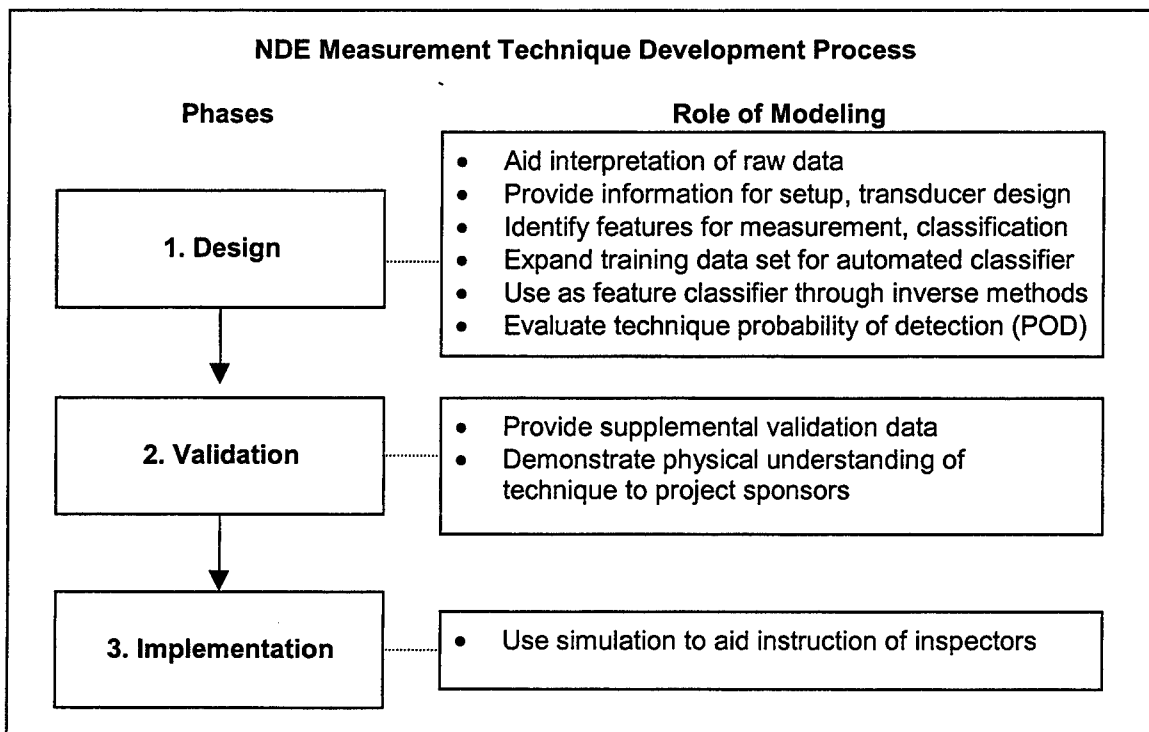 NDE Measurement Technique Development Process
Phases
Role of Modeling
1. Design
• Aid interpretation of raw data
• Provide information for setup, transducer design
• Identify features for measurement, classification
• Expand training data set for automated classifier
• Use as feature classifier through inverse methods
• Evaluate technique probability of detection (POD)
2. Validation
• Provide supplemental validation data
• Demonstrate physical understanding of
technique to project sponsors
3. Implementation
• Use simulation to aid instruction of inspectors